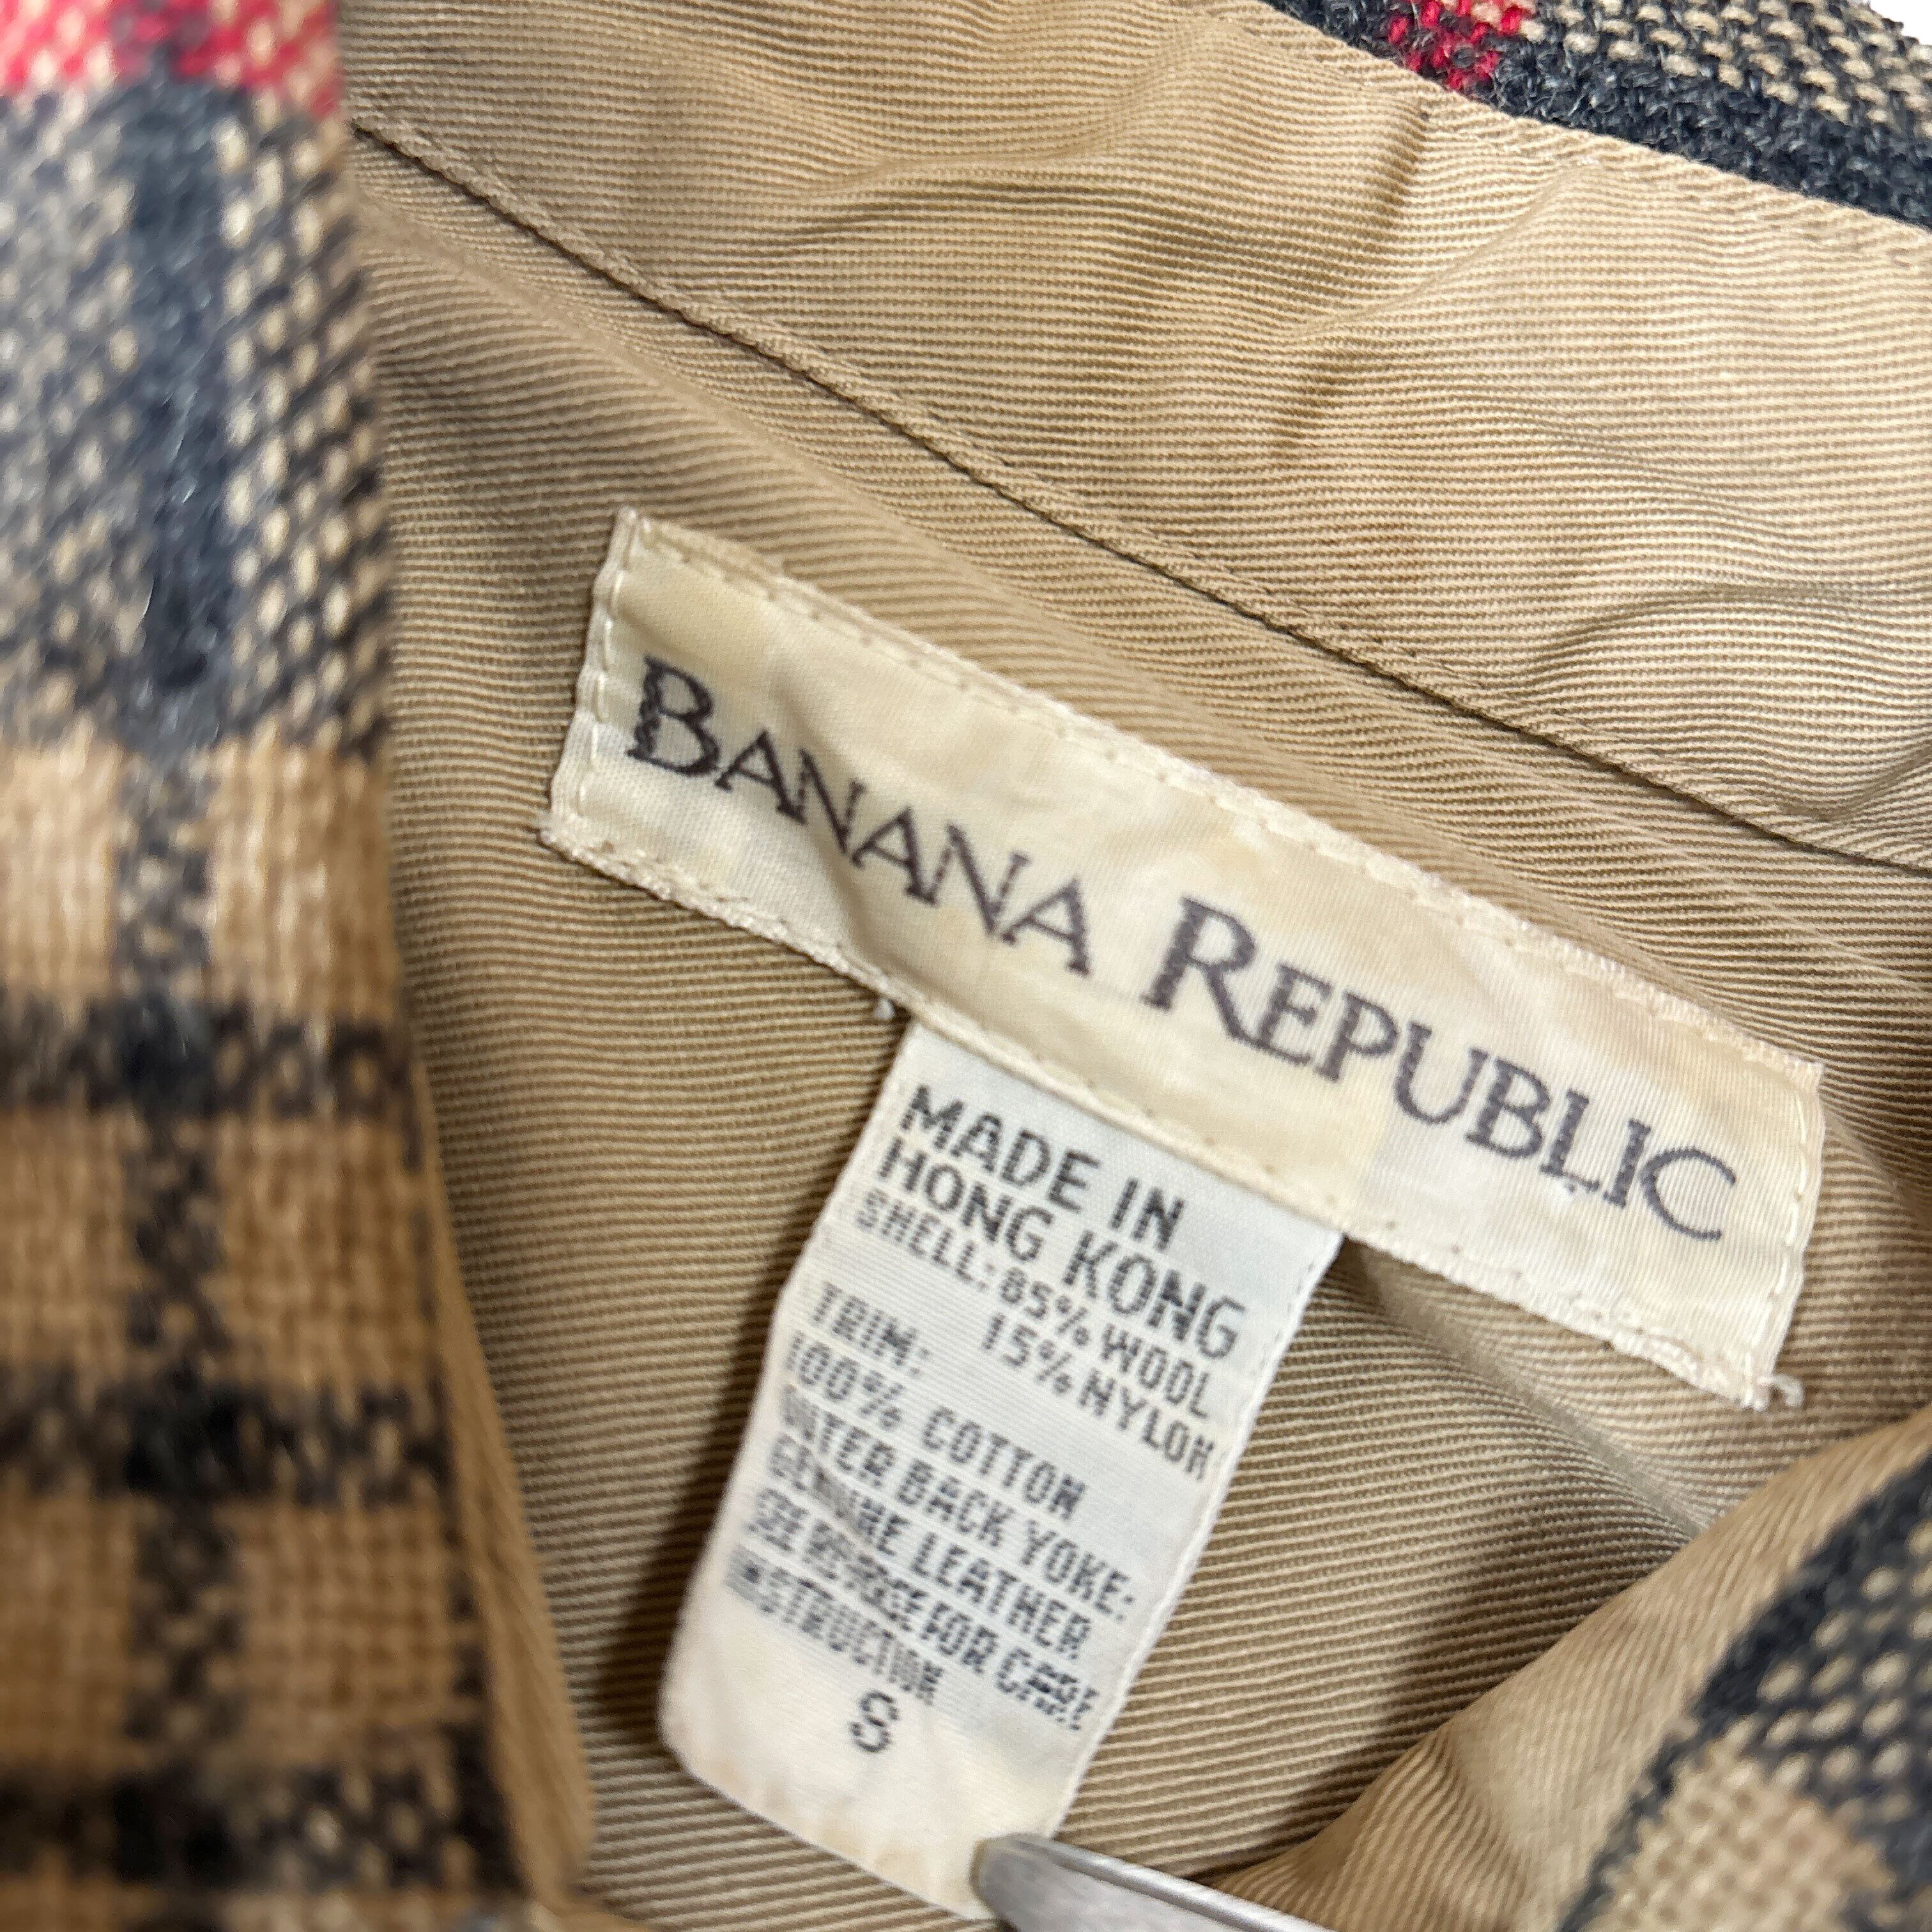 BANANA REPUBLIC
MADE IN
HONG KONG
SHELL: 85% WOOL
15% NYLON
TRIM:
100% COTTON
OUTER BACK YOKE:
GENUINE LEATHER
SEE REVERSE FOR CARE
INSTRUCTION
S